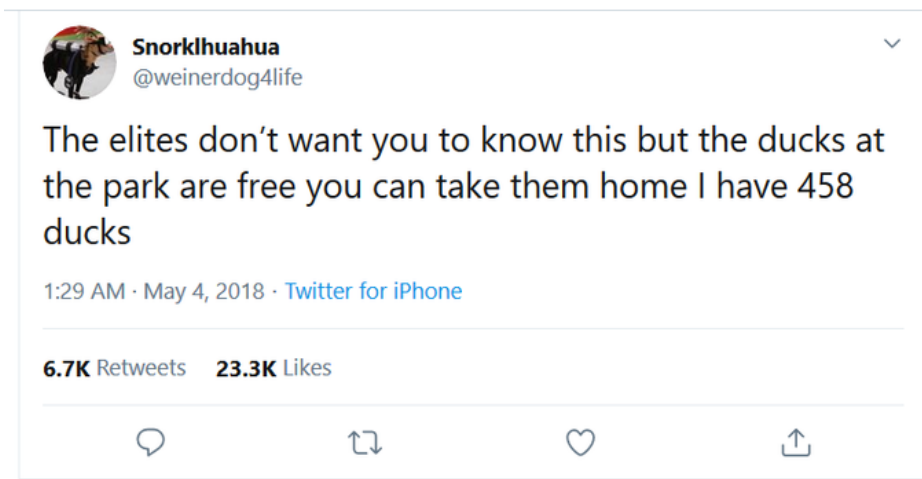 Snorklhuahua
@weinerdog4life
The elites don’t want you to know this but the ducks at
the park are free you can take them home I have 458
ducks
1:29 AM · May 4, 2018 · Twitter for iPhone
6.7K Retweets 23.3K Likes